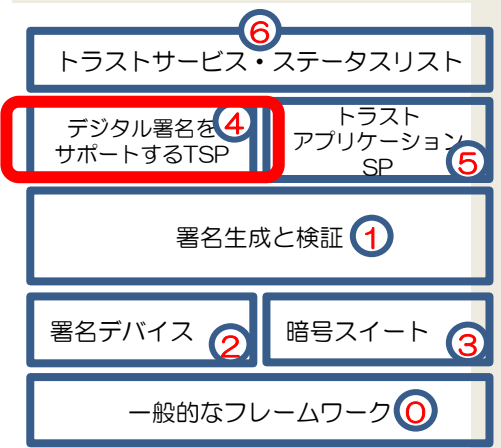 ⑥
トラストサービス・ステータスリスト
デジタル署名を ④
サポートするTSP
トラスト
アプリケーション
SP ⑤
署名生成と検証 ①
署名デバイス ②
暗号スイート ③
一般的なフレームワーク ⓪